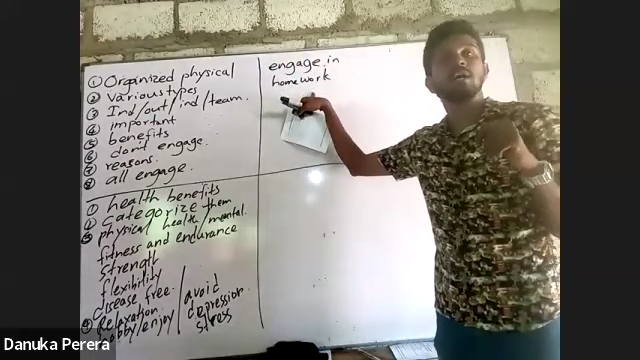 ① Organized physical
② Various types
③ Ind/out/ind/team.
④ important
⑤ benefits
⑥ don't engage.
⑦ reasons.
⑧ all engage.
① health benefits
② categorize them
③ physical health/mental.
fitness and endurance
strength
flexibility
disease free.
④ Relaxation
hobby/enjoy
avoid
depression
stress
engage in
homework
Danuka Perera